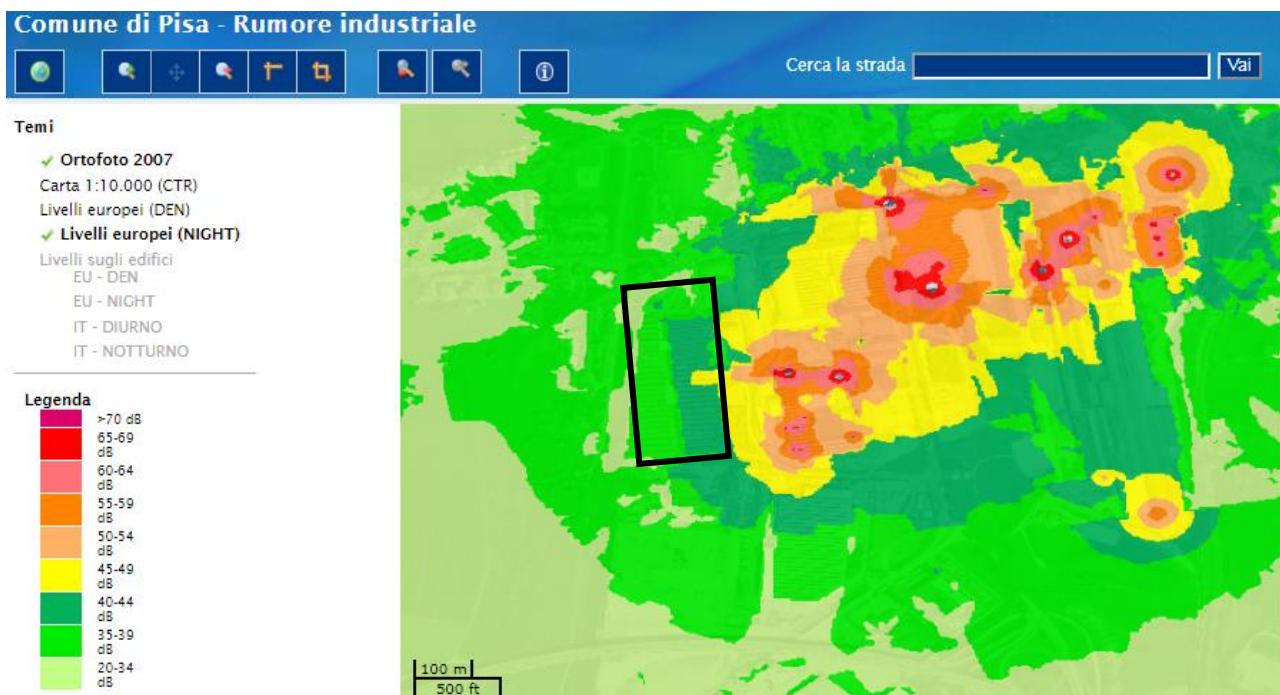 Comune di Pisa - Rumore industriale
Cerca la strada
Vai
Temi
Ortofoto 2007
Carta 1:10.000 (CTR)
Livelli europei (DEN)
Livelli europei (NIGHT)
Livelli sugli edifici
EU - DEN
EU - NIGHT
IT - DIURNO
IT - NOTTURNO
Legenda
>70 dB
65-69
dB
60-64
dB
55-59
dB
50-54
dB
45-49
dB
40-44
dB
35-39
dB
20-34
dB
100 m
500 ft